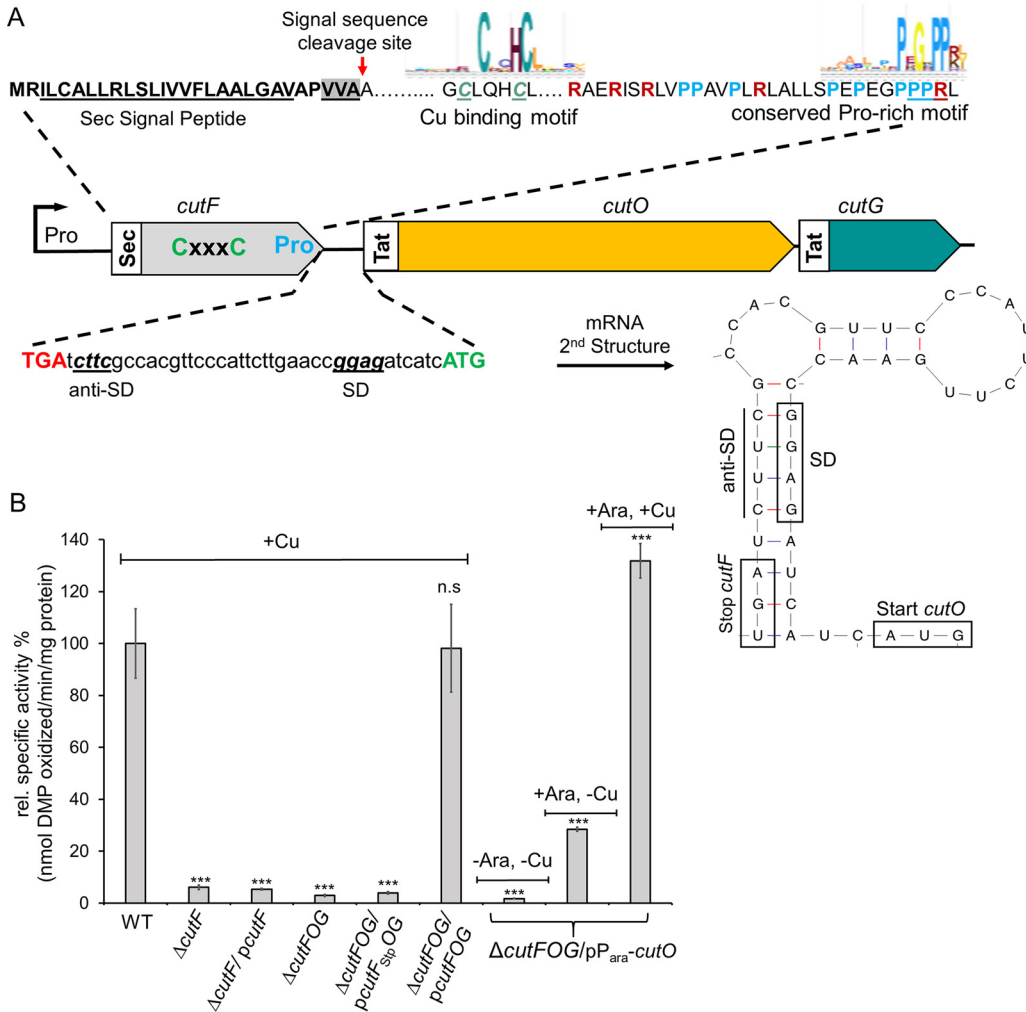 A
Signal sequence
cleavage site
C HCL
P G PPR
MRILCALLRLSLIVVFLAALGAVAPVVAA.......... GCLQHCL.... RAERISRLVPPAVPLRLALLSPEPEGPPPRL
Sec Signal Peptide
Cu binding motif
conserved Pro-rich motif
cutF
cutO
cutG
Pro
Sec
CxxxC
Pro
Tat
Tat
TGAtcttcgccacgttcccattcttgaaccggagatcatcATG
anti-SD
SD
mRNA
2nd Structure
anti-SD
SD
Stop cutF
Start cutO
C A C G U U C C C A U U C U U G A A C C
G C
C G
U G
U A
C G
U A
A U
G C
U A U C A U G
B
rel. specific activity %
(nmol DMP oxidized/min/mg protein)
140
120
100
80
60
40
20
0
+Cu
***
***
***
***
n.s
-Ara, -Cu
***
+Ara, -Cu
***
+Ara, +Cu
***
WT
ΔcutF
ΔcutF/ pcutF
ΔcutFOG
ΔcutFOG/
pcutFStpOG
ΔcutFOG/
pcutFOG
ΔcutFOG/pPara-cutO